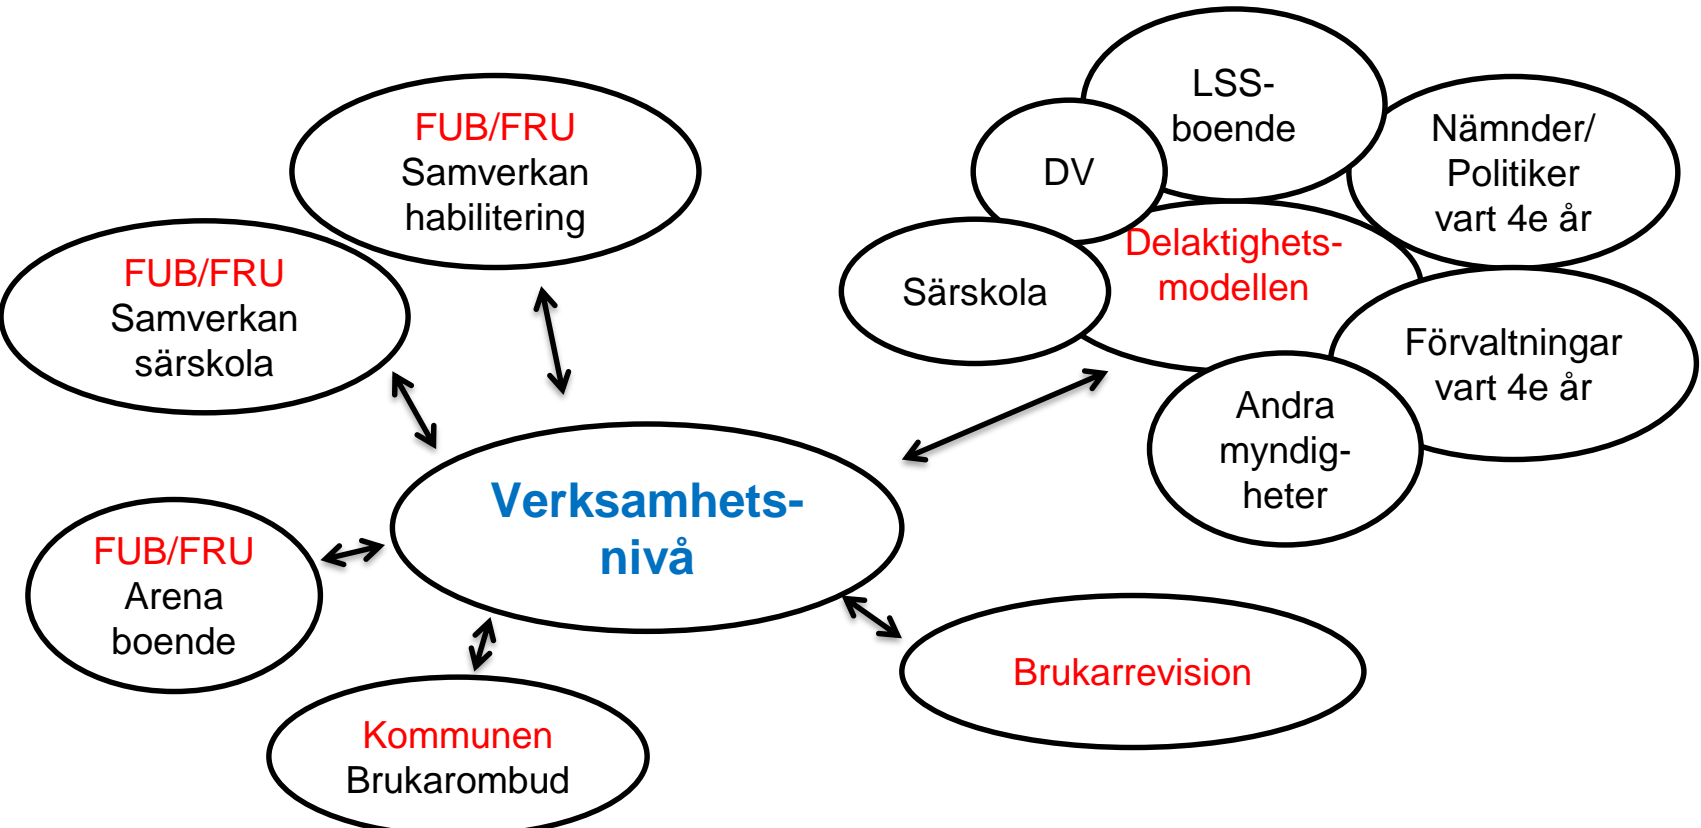 FUB/FRU
Samverkan
habilitering
FUB/FRU
Samverkan
särskola
LSS-
boende
DV
Särskola
Delaktighets-
modellen
Nämnder/
Politiker
vart 4e år
Förvaltningar
vart 4e år
Andra
myndig-
heter
Verksamhets-
nivå
FUB/FRU
Arena
boende
Kommunen
Brukarombud
Brukarrevision